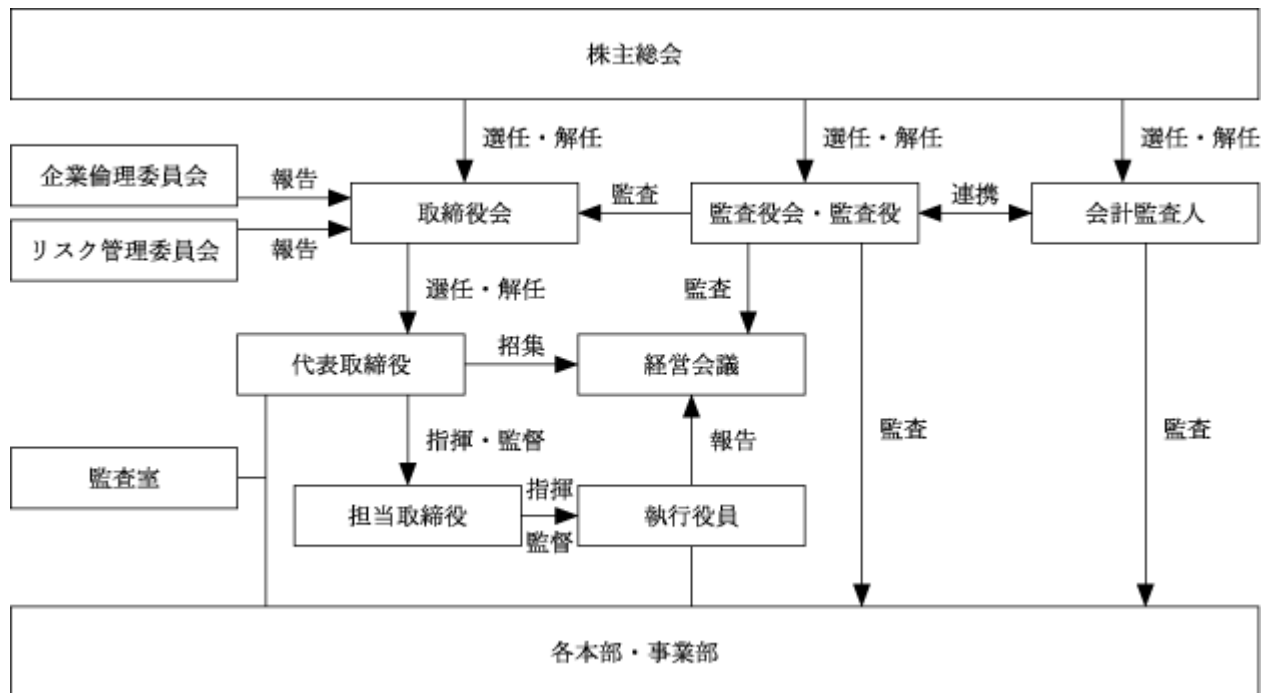 株主総会
選任・解任
選任・解任
選任・解任
企業倫理委員会
報告
取締役会
監査
監査役会・監査役
連携
会計監査人
リスク管理委員会
報告
選任・解任
監査
代表取締役
招集
経営会議
指揮・監督
報告
監査
監査
監査室
担当取締役
指揮
監督
執行役員
各本部・事業部